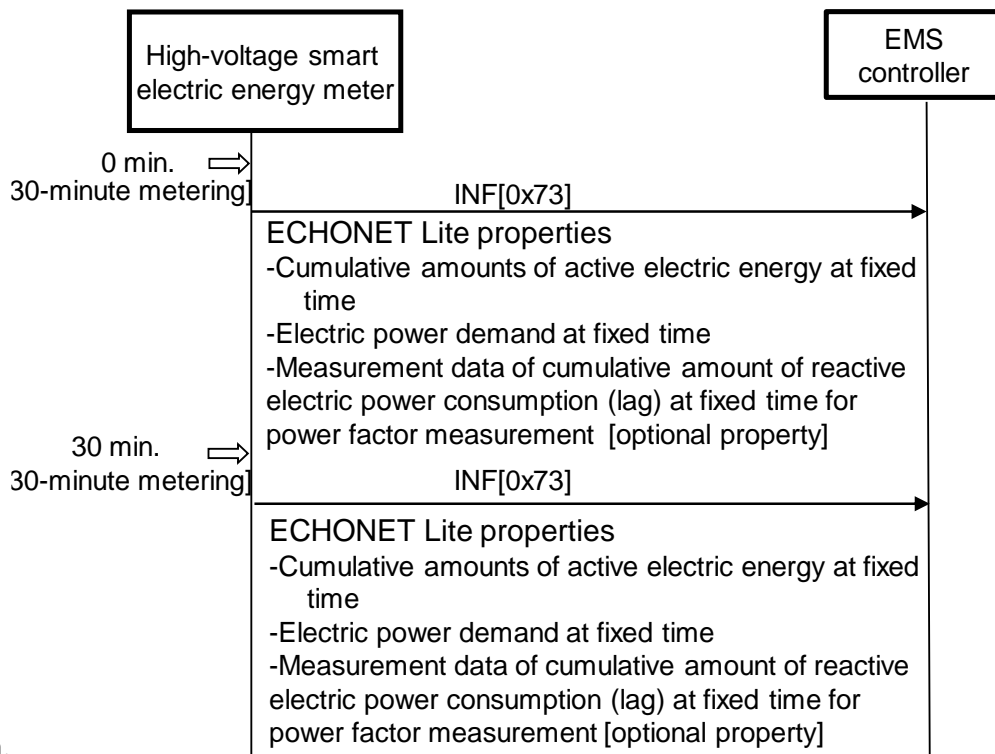 High-voltage smart
electric energy meter
EMS
controller
0 min.
30-minute metering]
INF[0x73]
ECHONET Lite properties
-Cumulative amounts of active electric energy at fixed
time
-Electric power demand at fixed time
-Measurement data of cumulative amount of reactive
electric power consumption (lag) at fixed time for
power factor measurement [optional property]
30 min.
30-minute metering]
INF[0x73]
ECHONET Lite properties
-Cumulative amounts of active electric energy at fixed
time
-Electric power demand at fixed time
-Measurement data of cumulative amount of reactive
electric power consumption (lag) at fixed time for
power factor measurement [optional property]